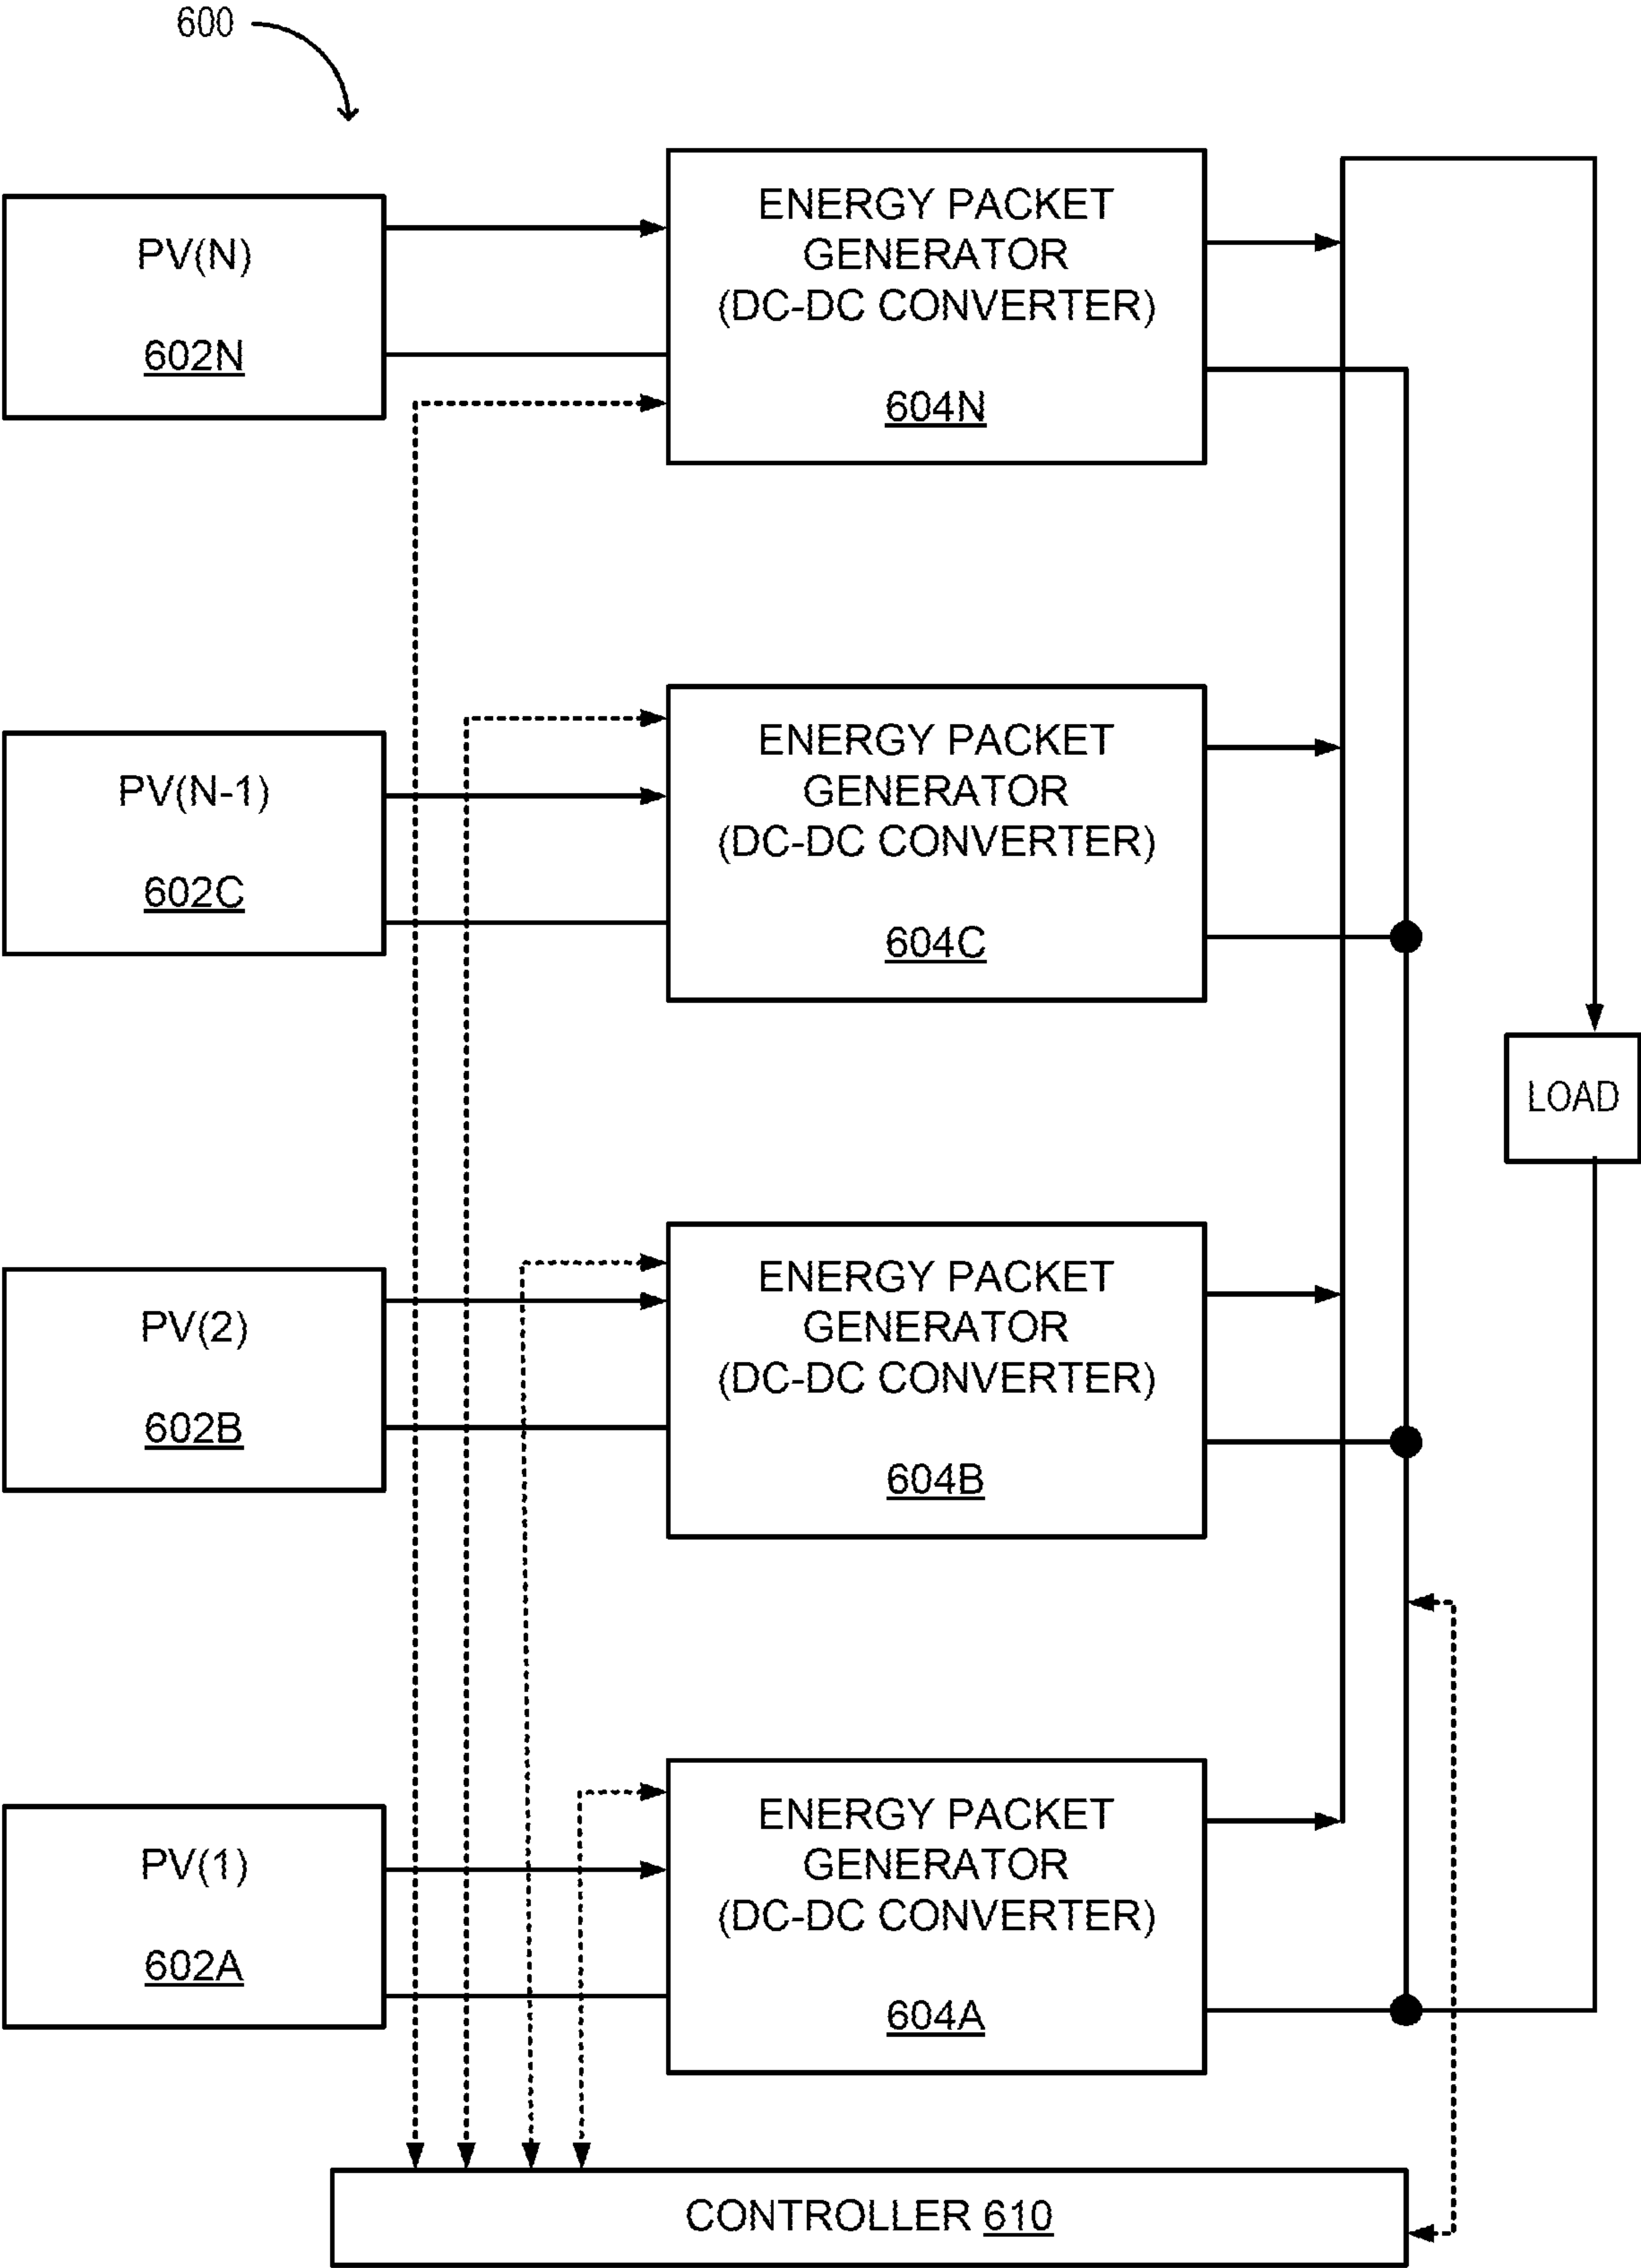 600
PV(N)
602N
ENERGY PACKET
GENERATOR
(DC-DC CONVERTER)
604N
PV(N-1)
602C
ENERGY PACKET
GENERATOR
(DC-DC CONVERTER)
604C
LOAD
PV(2)
602B
ENERGY PACKET
GENERATOR
(DC-DC CONVERTER)
604B
PV(1)
602A
ENERGY PACKET
GENERATOR
(DC-DC CONVERTER)
604A
CONTROLLER 610